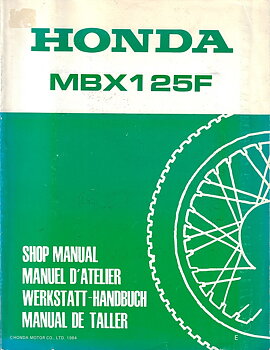 HONDA
MBX125F
SHOP MANUAL
MANUEL D'ATELIER
WERKSTATT-HANDBUCH
MANUAL DE TALLER
©HONDA MOTOR CO., LTD. 1984
E